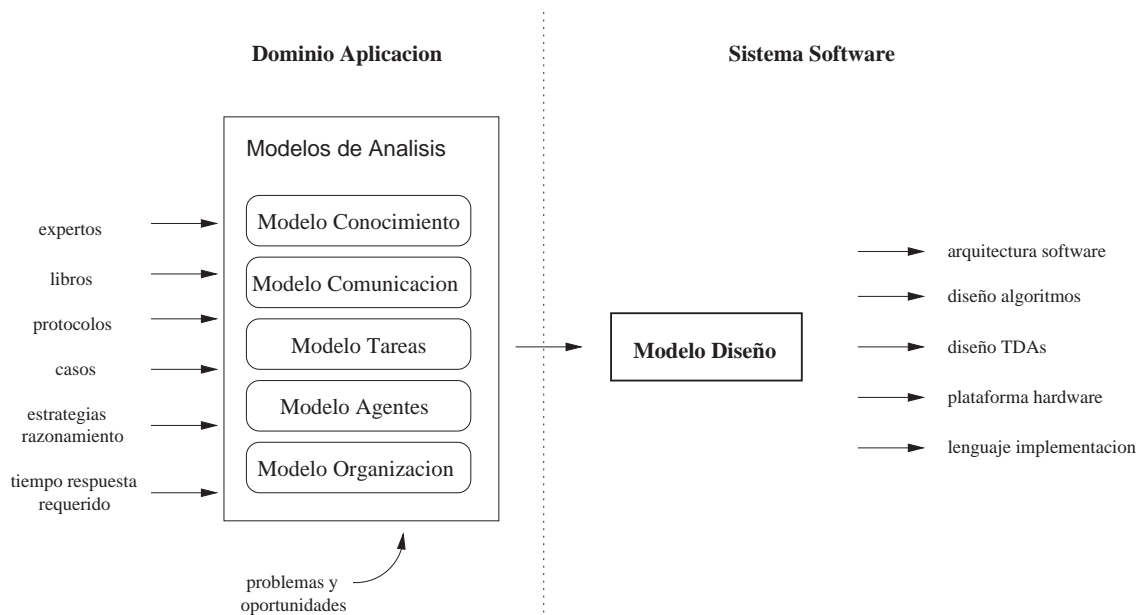 Dominio Aplicacion
Sistema Software
Modelos de Analisis
Modelo Conocimiento
Modelo Comunicacion
Modelo Tareas
Modelo Agentes
Modelo Organizacion
expertos
libros
protocolos
casos
estrategias
razonamiento
tiempo respuesta
requerido
problemas y
oportunidades
Modelo Diseño
arquitectura software
diseño algoritmos
diseño TDAs
plataforma hardware
lenguaje implementacion